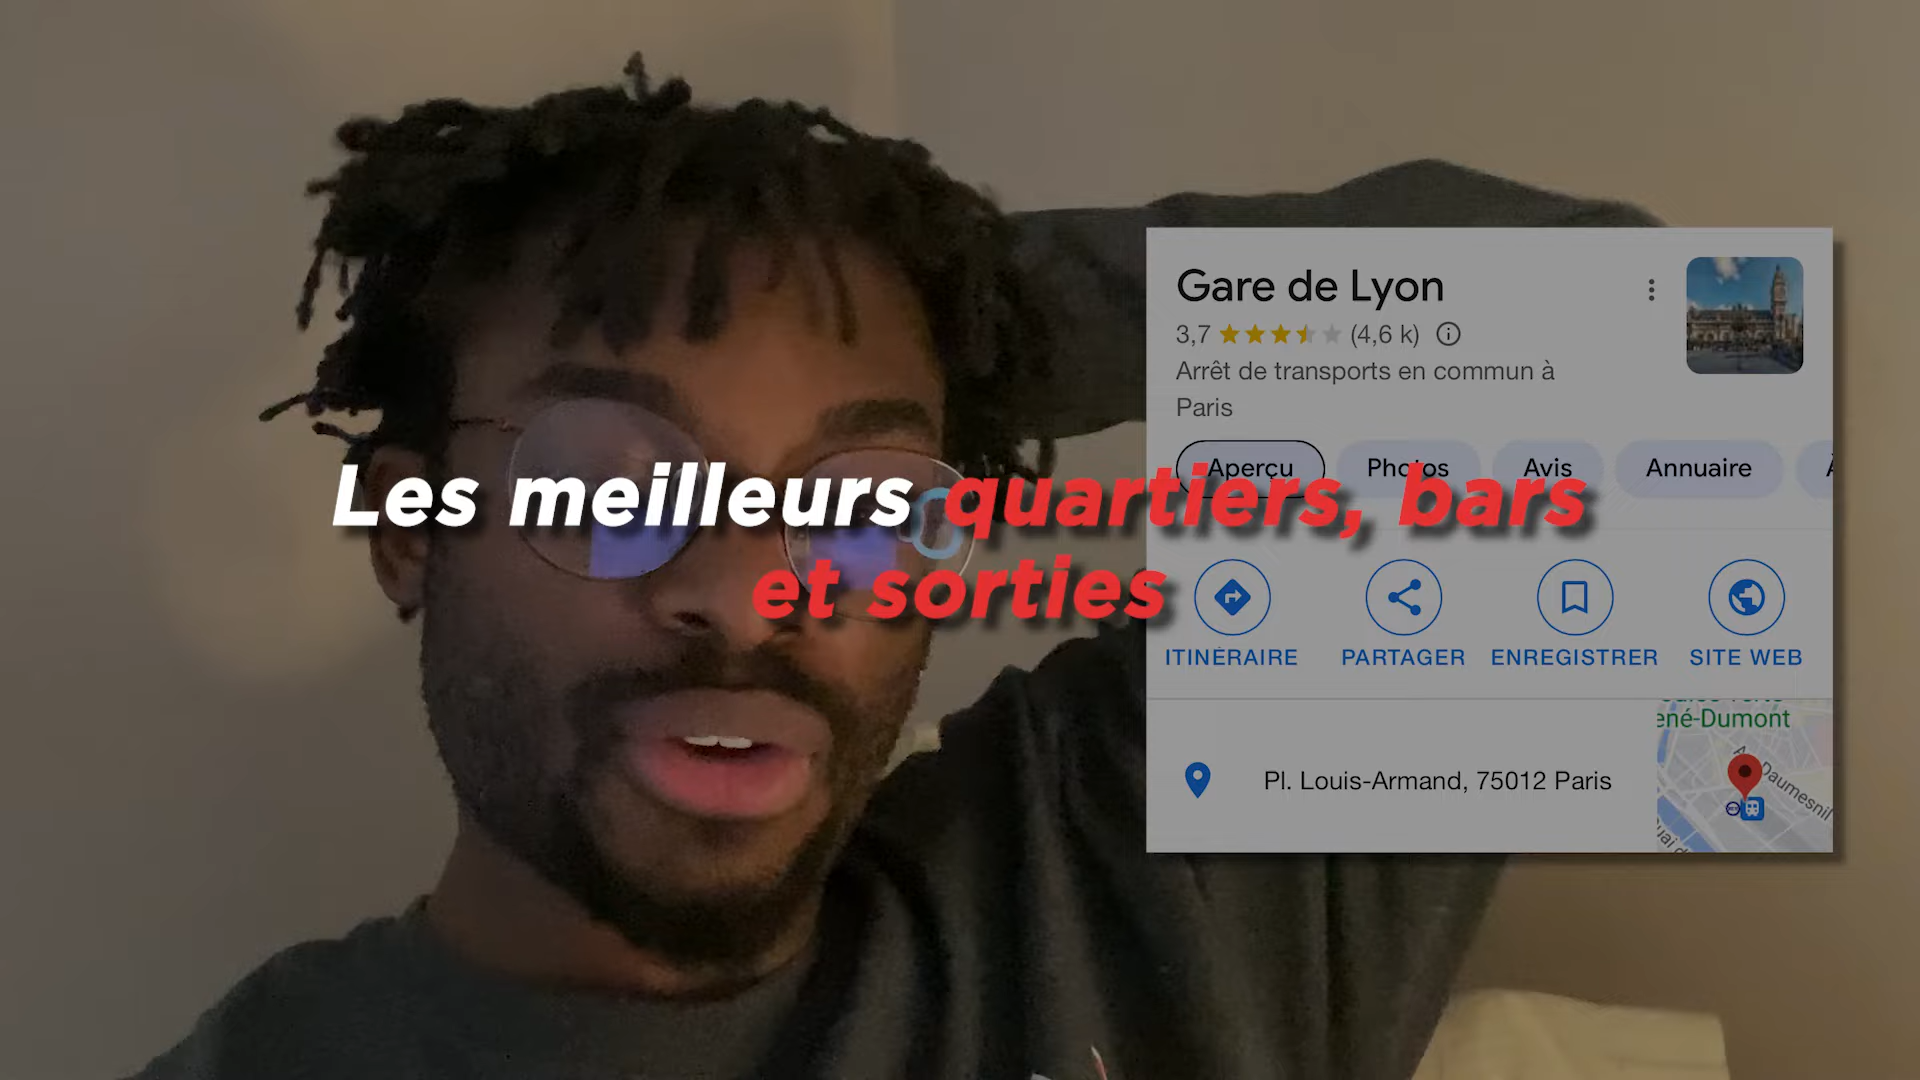 Les meilleurs quartiers, bars
et sorties
Gare de Lyon
3,7 (4,6 k)
Arrêt de transports en commun à
Paris
Aperçu Photos Avis Annuaire
ITINÉRAIRE PARTAGER ENREGISTRER SITE WEB
Pl. Louis-Armand, 75012 Paris
ené-Dumont
Daumesnil